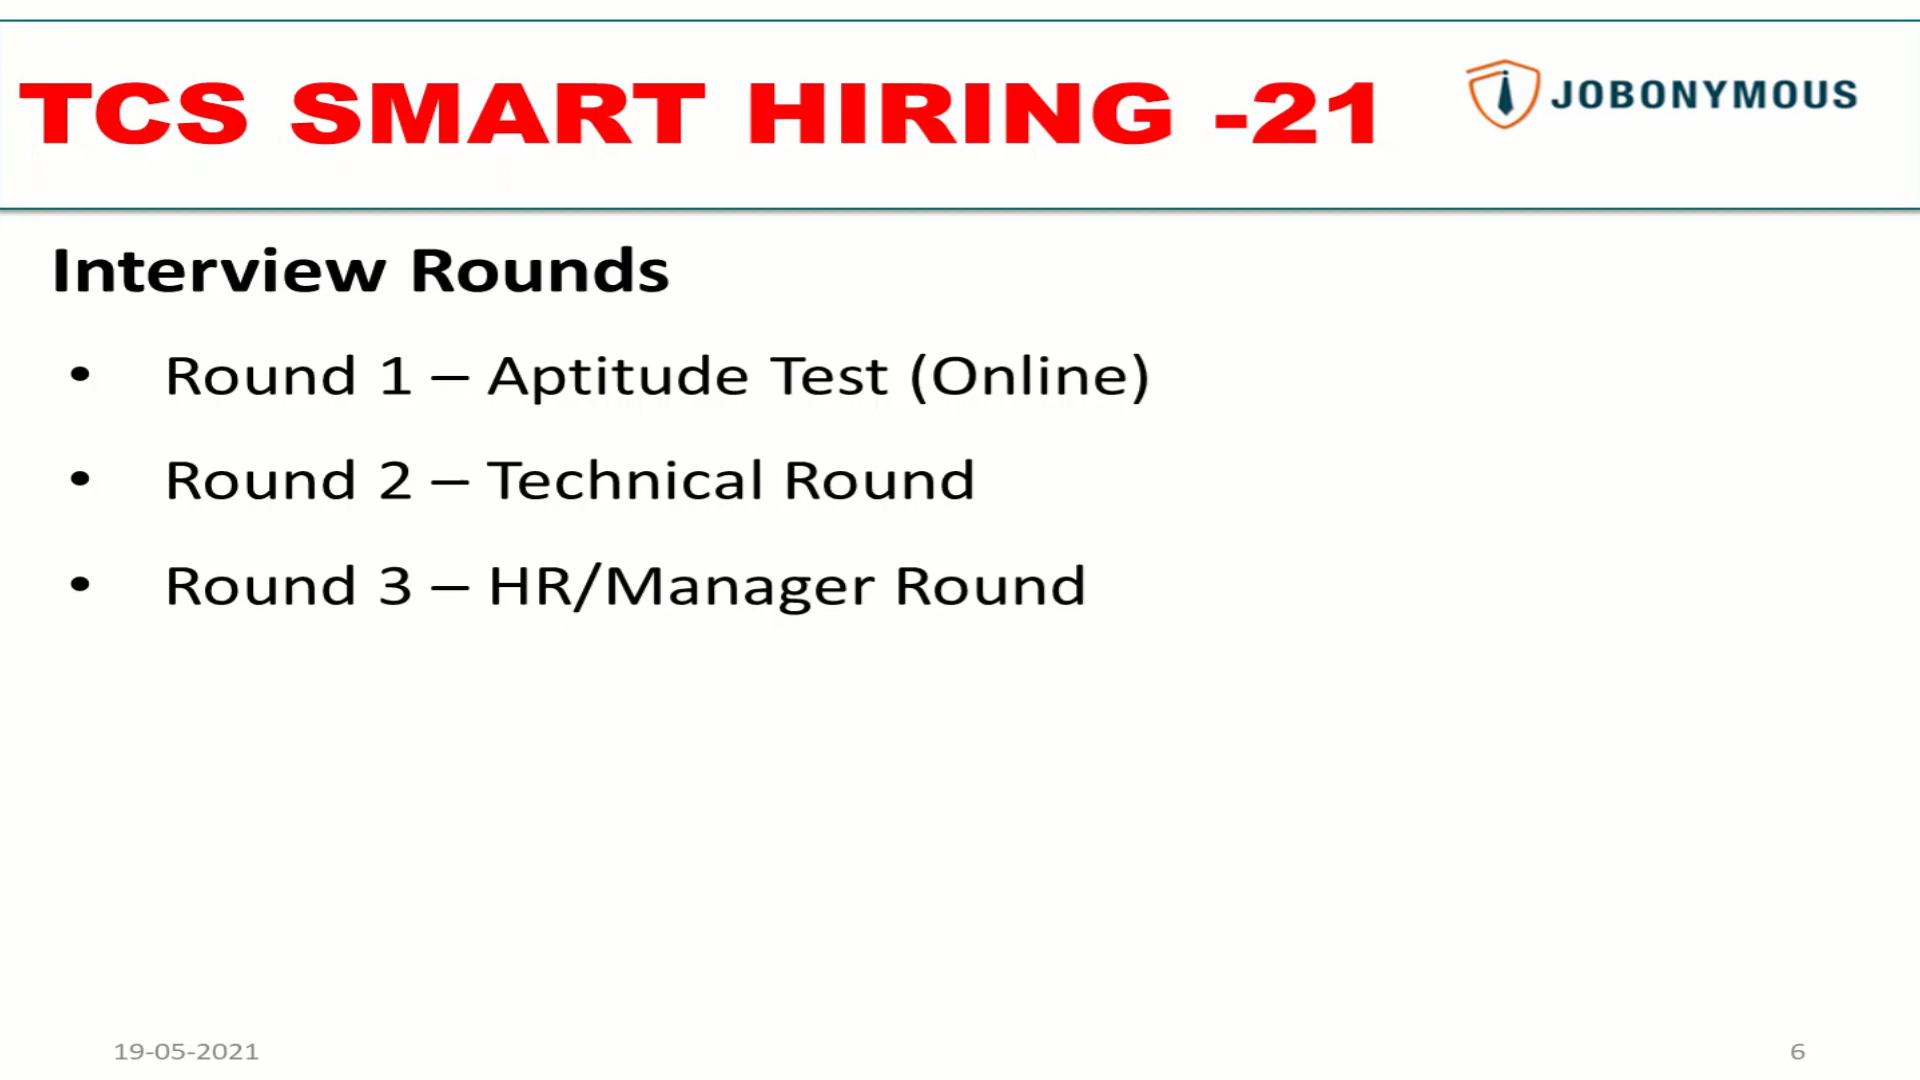 TCS SMART HIRING -21
JOBONYMOUS
Interview Rounds
• Round 1 – Aptitude Test (Online)
• Round 2 – Technical Round
• Round 3 – HR/Manager Round
19-05-2021
6